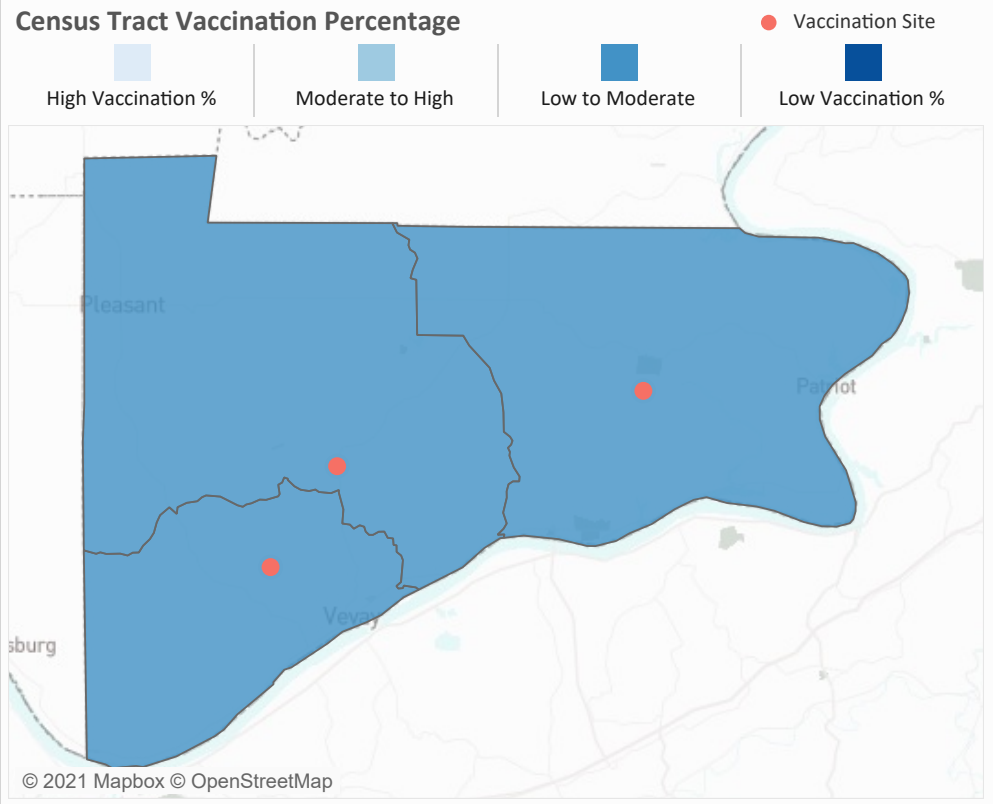 Census Tract Vaccination Percentage
Vaccination Site
High Vaccination %
Moderate to High
Low to Moderate
Low Vaccination %
Pleasant
Patriot
Vevay
sburg
© 2021 Mapbox © OpenStreetMap